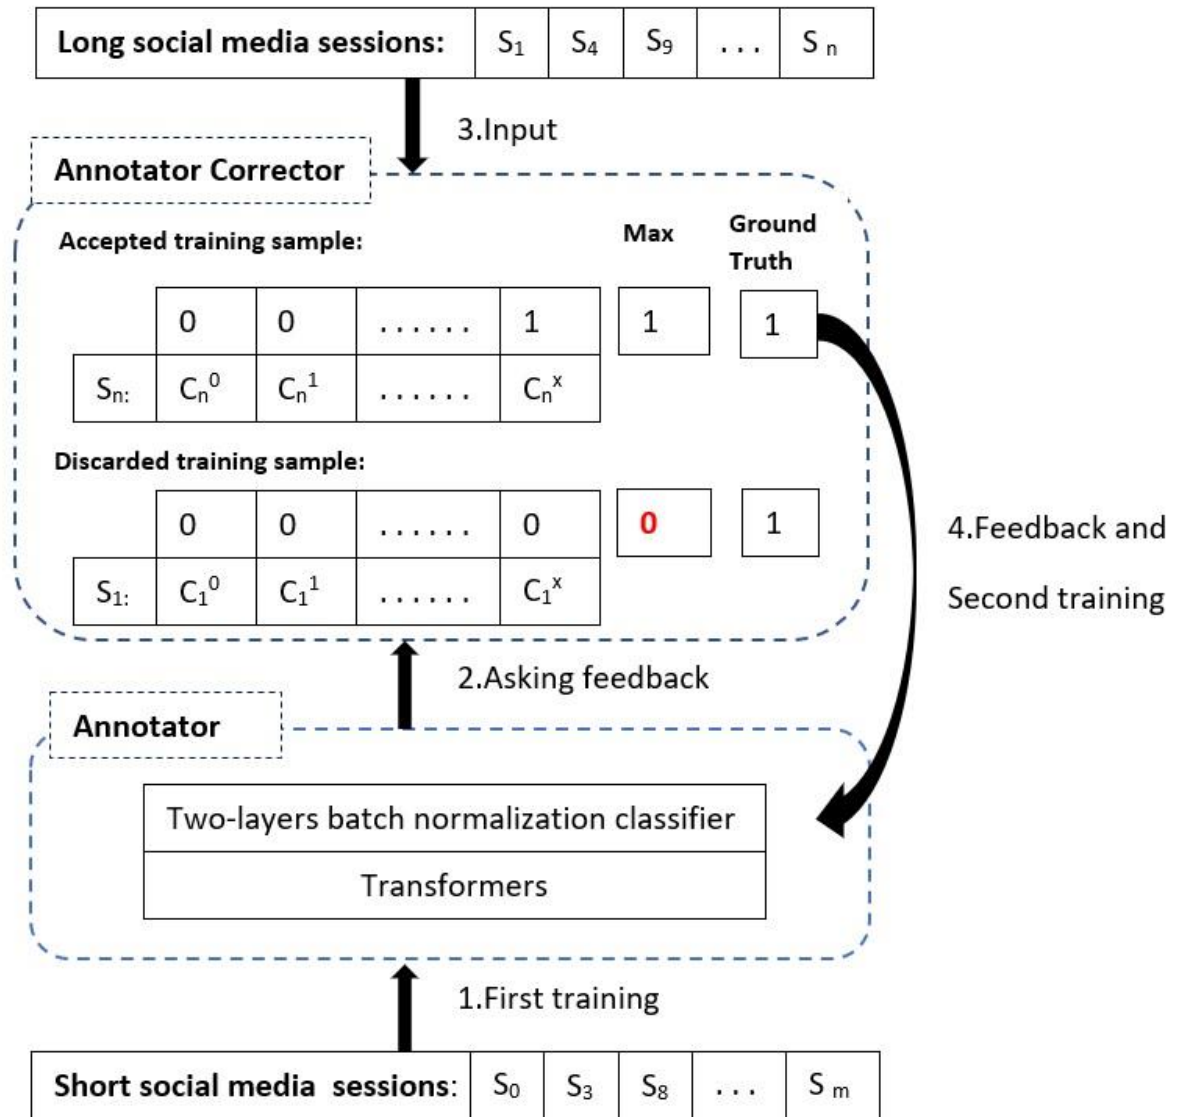 Long social media sessions: S₁ S₄ S₉ ... S ₙ
3.Input
Annotator Corrector
Accepted training sample: Max Ground
Truth
0 0 ...... 1 1 1
Sₙ: Cₙ⁰ Cₙ¹ ...... Cₙˣ
Discarded training sample:
0 0 ...... 0 0 1
S₁: C₁⁰ C₁¹ ...... C₁ˣ
4.Feedback and
Second training
2.Asking feedback
Annotator
Two-layers batch normalization classifier
Transformers
1.First training
Short social media sessions: S₀ S₃ S₈ ... S ₘ